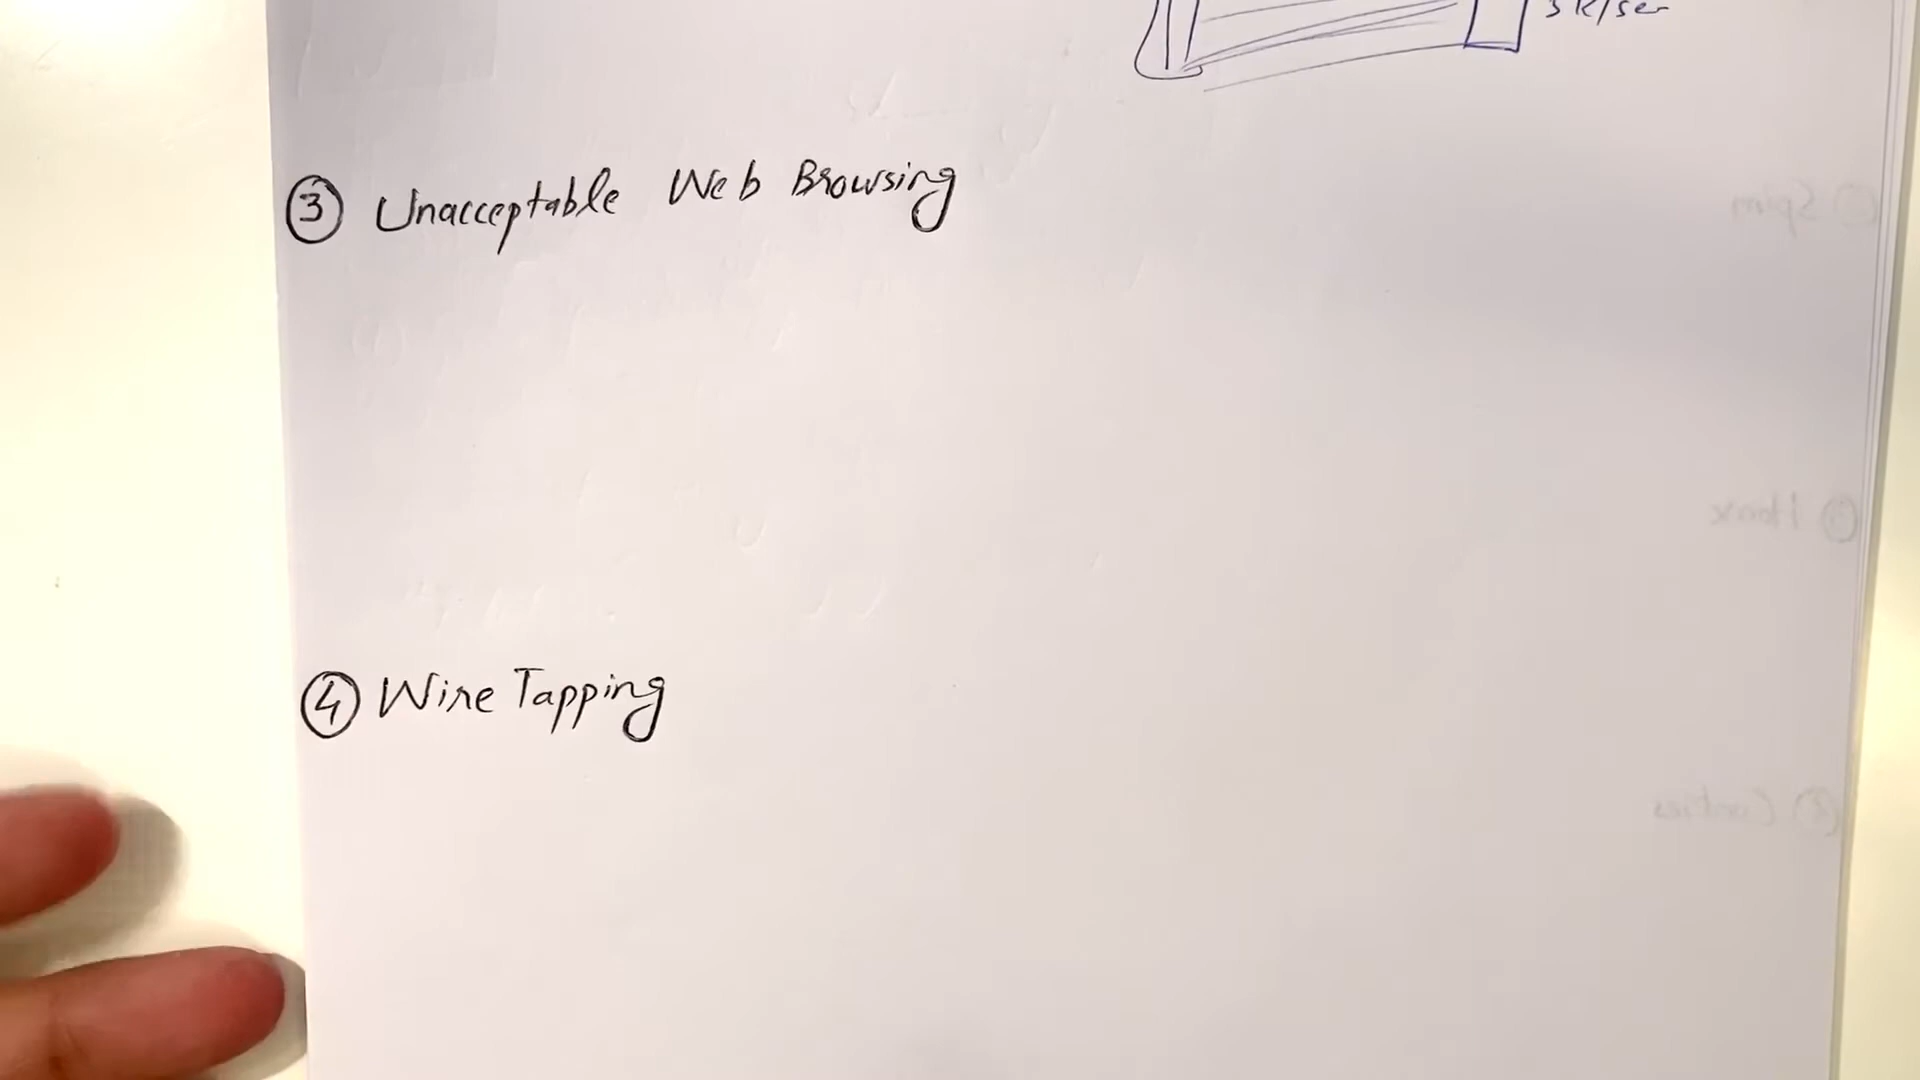 ③ Unacceptable Web Browsing
④ Wire Tapping